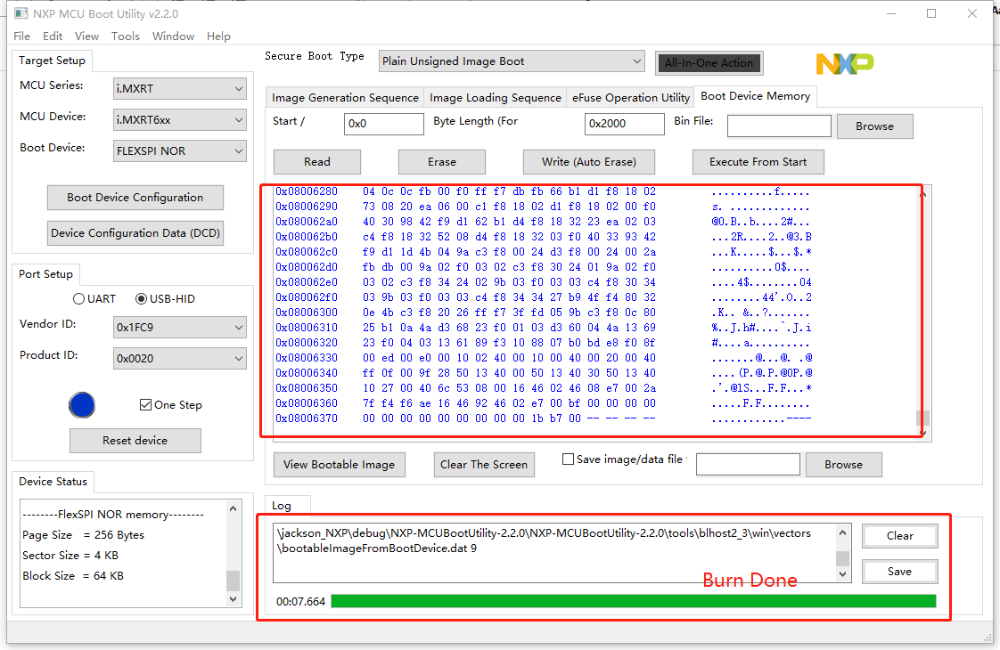 NXP MCU Boot Utility v2.2.0
File Edit View Tools Window Help
Target Setup
MCU Series: i.MXRT
MCU Device: i.MXRT6xx
Boot Device: FLEXSPI NOR
Boot Device Configuration
Device Configuration Data (DCD)
Port Setup
UART USB-HID
Vendor ID: 0x1FC9
Product ID: 0x0020
One Step
Reset device
Device Status
--------FlexSPI NOR memory--------
Page Size = 256 Bytes
Sector Size = 4 KB
Block Size = 64 KB
Secure Boot Type Plain Unsigned Image Boot All-In-One Action NXP
Image Generation Sequence Image Loading Sequence eFuse Operation Utility Boot Device Memory
Start / 0x0 Byte Length (For 0x2000 Bin File: Browse
Read Erase Write (Auto Erase) Execute From Start
0x08006280 04 0c 0c fb 00 f0 ff f7 db fb 66 b1 d1 f8 18 02 ..........f.....
0x08006290 73 08 20 ea 06 00 c1 f8 18 02 d1 f8 18 02 00 f0 s. .............
0x080062a0 40 30 98 42 f9 d1 62 b1 d4 f8 18 32 23 ea 02 03 @0.B..b....2#...
0x080062b0 c4 f8 18 32 52 08 d4 f8 18 32 03 f0 40 33 93 42 ...2R....2..@3.B
0x080062c0 f9 d1 1d 4b 04 9a c3 f8 00 24 d3 f8 00 24 00 2a ...K.....$...$.*
0x080062d0 fb db 00 9a 02 f0 03 02 c3 f8 30 24 01 9a 02 f0 ..........0$....
0x080062e0 03 02 c3 f8 34 24 02 9b 03 f0 03 03 c4 f8 30 34 ....4$........04
0x080062f0 03 9b 03 f0 03 03 c4 f8 34 34 27 b9 4f f4 80 32 ........44'.O..2
0x08006300 0e 4b c3 f8 20 26 ff f7 3f fd 05 9b c3 f8 0c 80 .K.. &..?.......
0x08006310 25 b1 0a 4a d3 68 23 f0 01 03 d3 60 04 4a 13 69 %..J.h#....`.J.i
0x08006320 23 f0 04 03 13 61 89 f3 10 88 07 b0 bd e8 f0 8f #....a..........
0x08006330 00 ed 00 e0 00 10 02 40 00 10 00 40 00 20 00 40 .......@...@. .@
0x08006340 ff 0f 00 9f 28 50 13 40 00 50 13 40 30 50 13 40 ....(P.@.P.@0P.@
0x08006350 10 27 00 40 6c 53 08 00 16 46 02 46 08 e7 00 2a .'.@lS...F.F...*
0x08006360 7f f4 f6 ae 16 46 92 46 02 e7 00 bf 00 00 00 00 .....F.F........
0x08006370 00 00 00 00 00 00 00 00 00 1b b7 00 -- -- -- -- ............----
View Bootable Image Clear The Screen Save image/data file Browse
Log
\jackson_NXP\debug\NXP-MCUBootUtility-2.2.0\NXP-MCUBootUtility-2.2.0\tools\blhost2_3\win\vectors
\bootableImageFromBootDevice.dat 9
Clear
Save
Burn Done
00:07.664